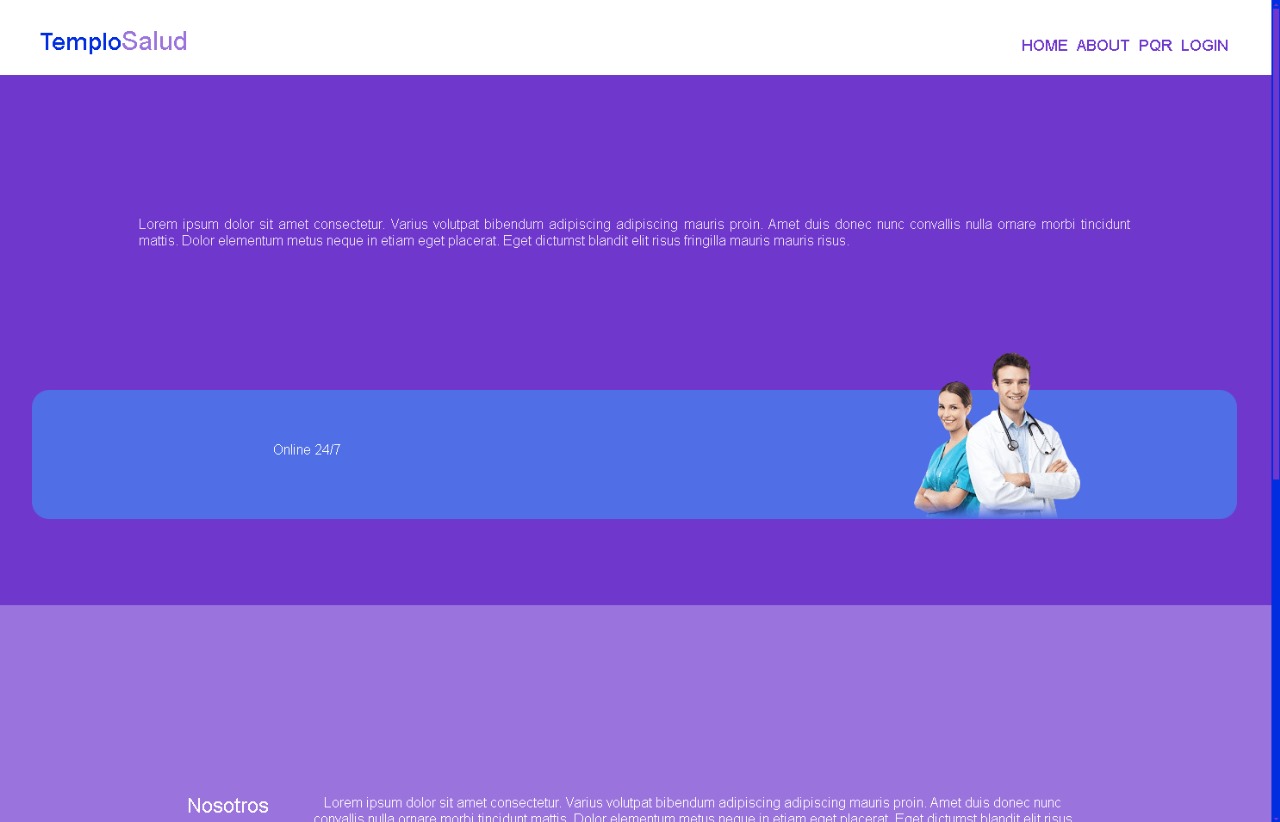 TemploSalud
HOME ABOUT PQR LOGIN
Lorem ipsum dolor sit amet consectetur. Varius volutpat bibendum adipiscing adipiscing mauris proin. Amet duis donec nunc convallis nulla ornare morbi tincidunt
mattis. Dolor elementum metus neque in etiam eget placerat. Eget dictumst blandit elit risus fringilla mauris mauris risus.
Online 24/7
Nosotros
Lorem ipsum dolor sit amet consectetur. Varius volutpat bibendum adipiscing adipiscing mauris proin. Amet duis donec nunc
convallis nulla ornare morbi tincidunt mattis. Dolor elementum metus neque in etiam eget placerat. Eget dictumst blandit elit risus